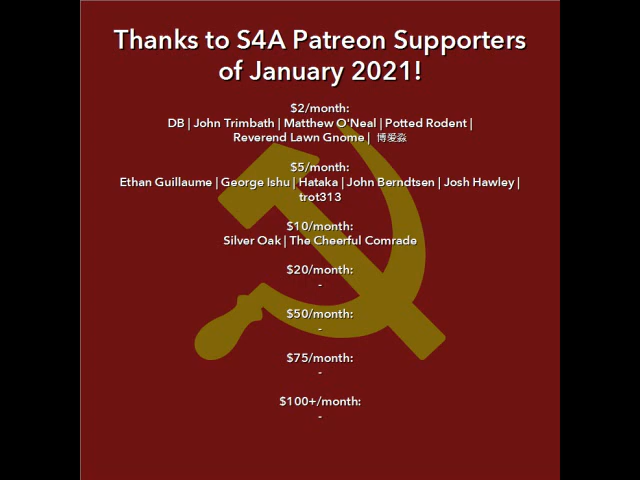 Thanks to S4A Patreon Supporters
of January 2021!
$2/month:
DB | John Trimbath | Matthew O'Neal | Potted Rodent |
Reverend Lawn Gnome | 博爱淼
$5/month:
Ethan Guillaume | George Ishu | Hataka | John Berndtsen | Josh Hawley |
trot313
$10/month:
Silver Oak | The Cheerful Comrade
$20/month:
-
$50/month:
-
$75/month:
-
$100+/month:
-